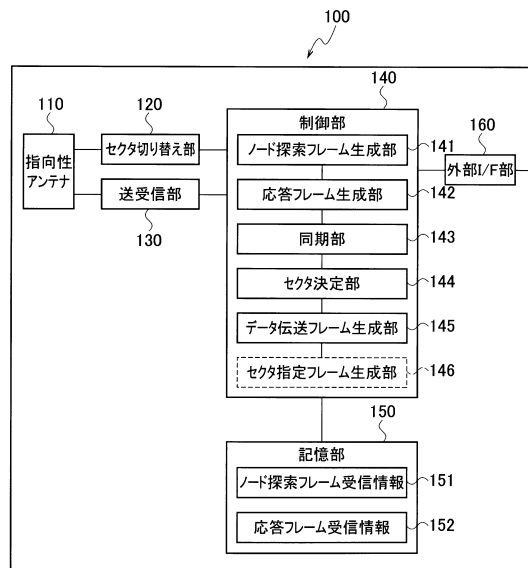 100
110
指向性
アンテナ
120
セクタ切り替え部
送受信部
130
140
制御部
ノード探索フレーム生成部
141
応答フレーム生成部
142
同期部
143
セクタ決定部
144
データ伝送フレーム生成部
145
セクタ指定フレーム生成部
146
160
外部I/F部
150
記憶部
ノード探索フレーム受信情報
151
応答フレーム受信情報
152